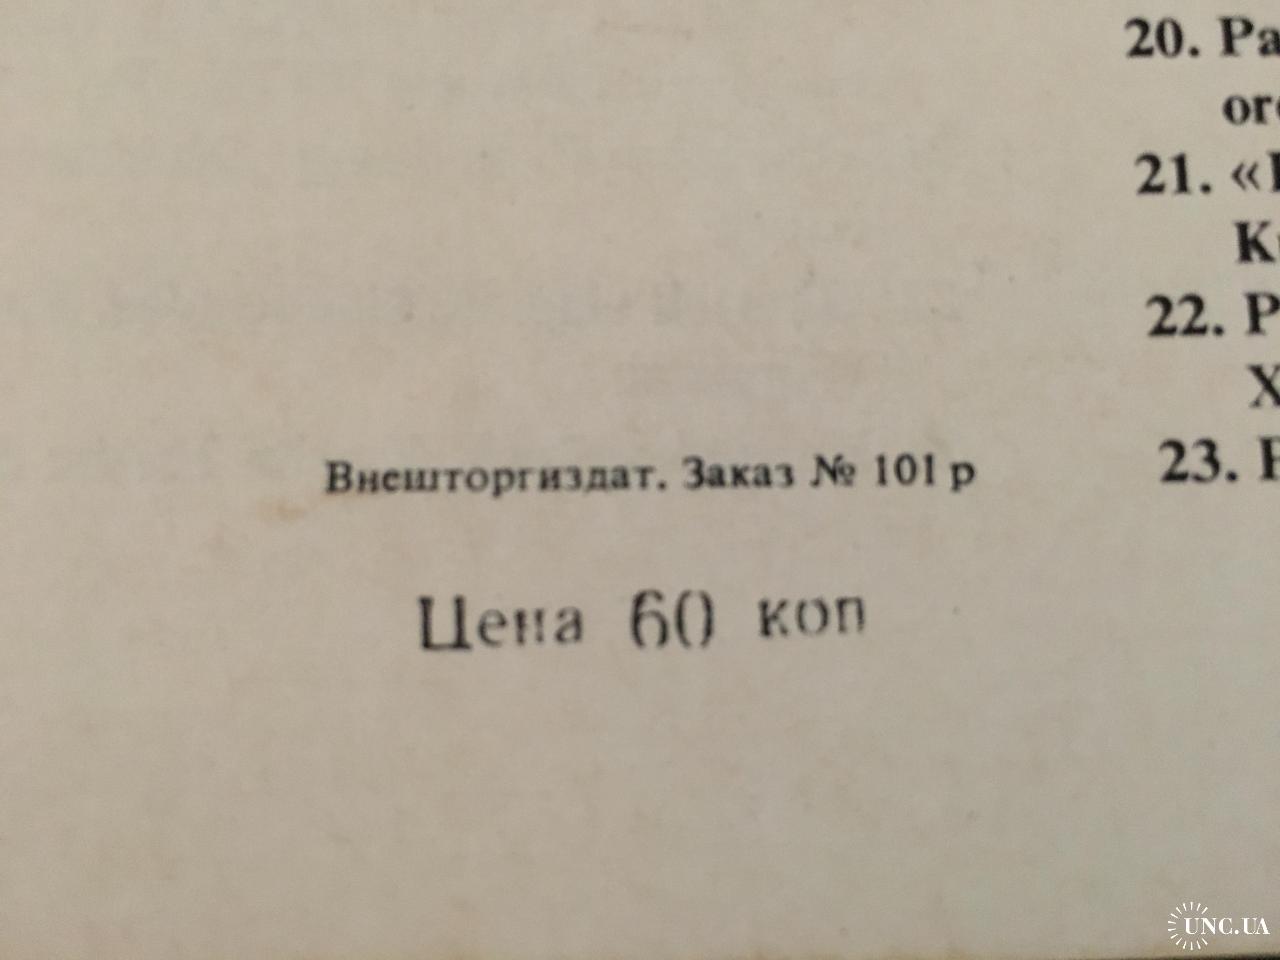 20.
21.
22.
23.
Внешторгиздат. Заказ № 101 р
Цена 60 коп
UNC.UA